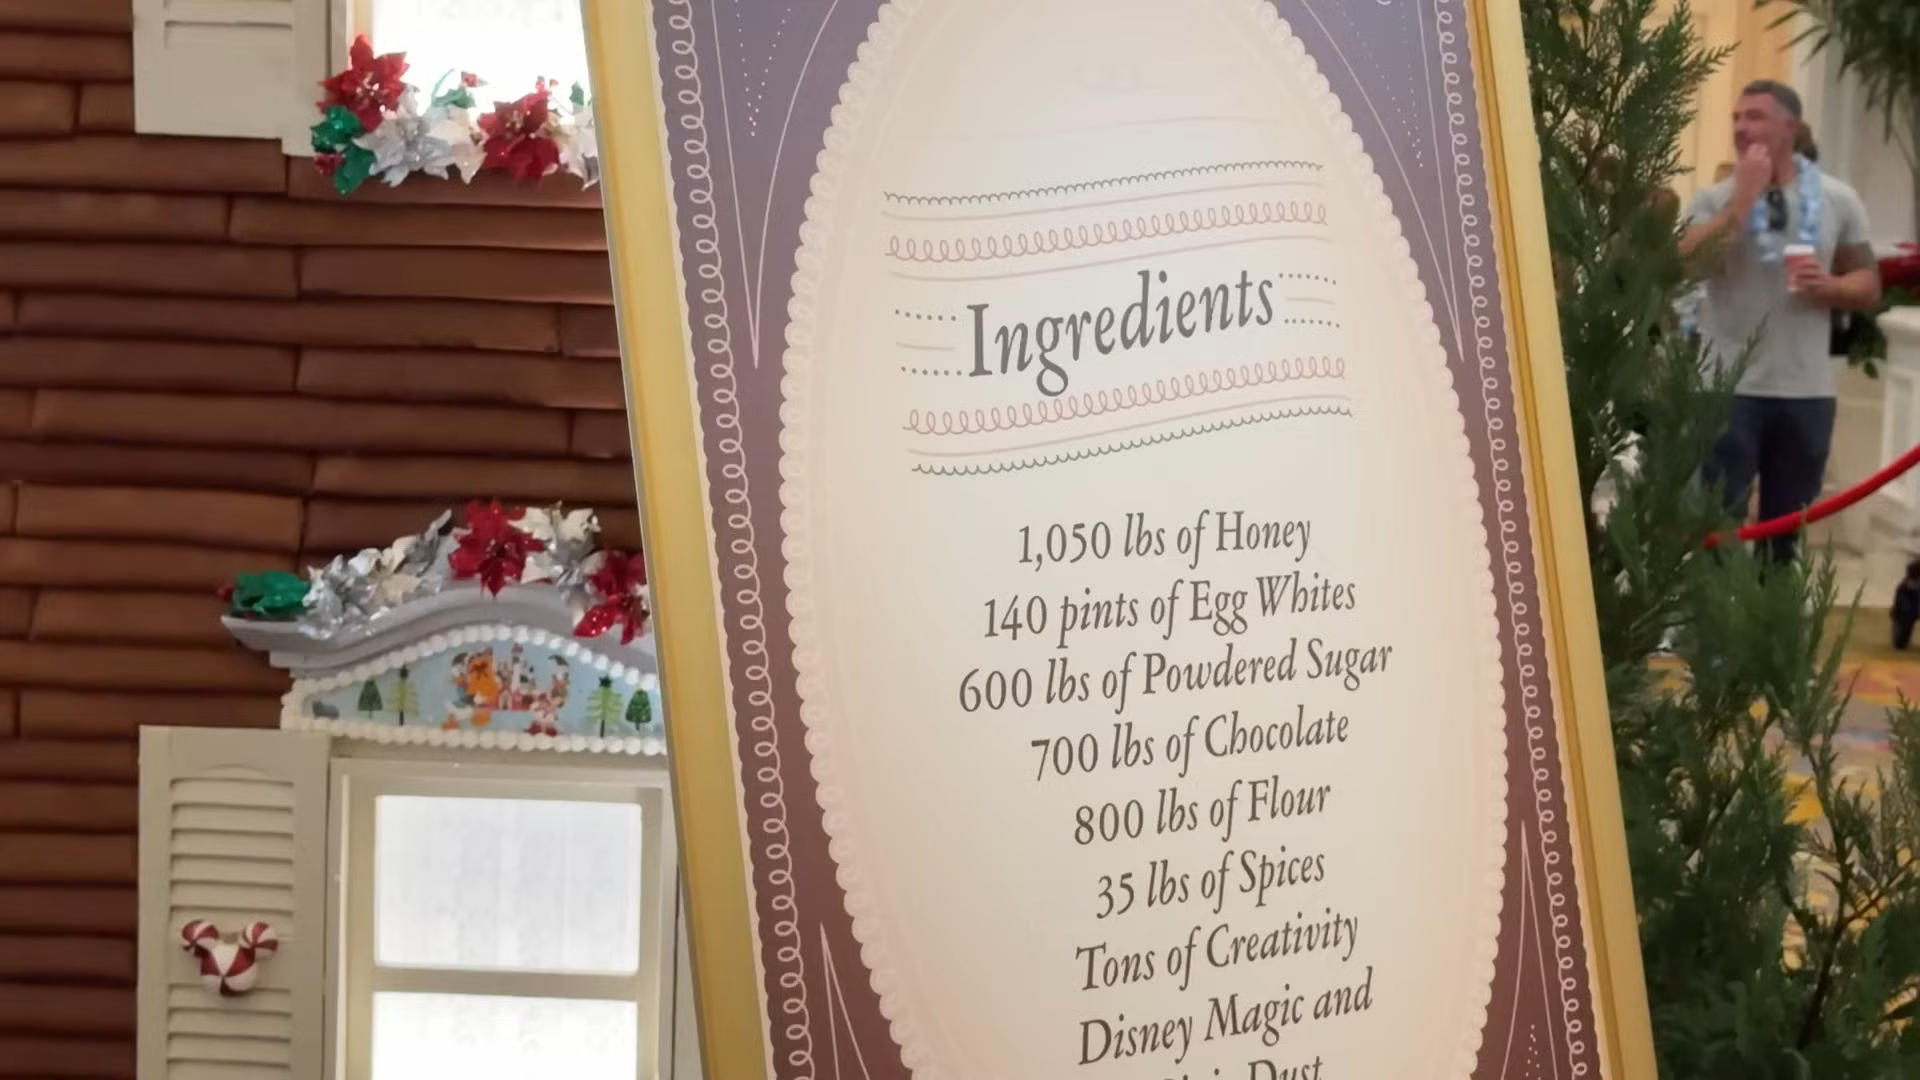 Ingredients
1,050 lbs of Honey
140 pints of Egg Whites
600 lbs of Powdered Sugar
700 lbs of Chocolate
800 lbs of Flour
35 lbs of Spices
Tons of Creativity
Disney Magic and
Dust